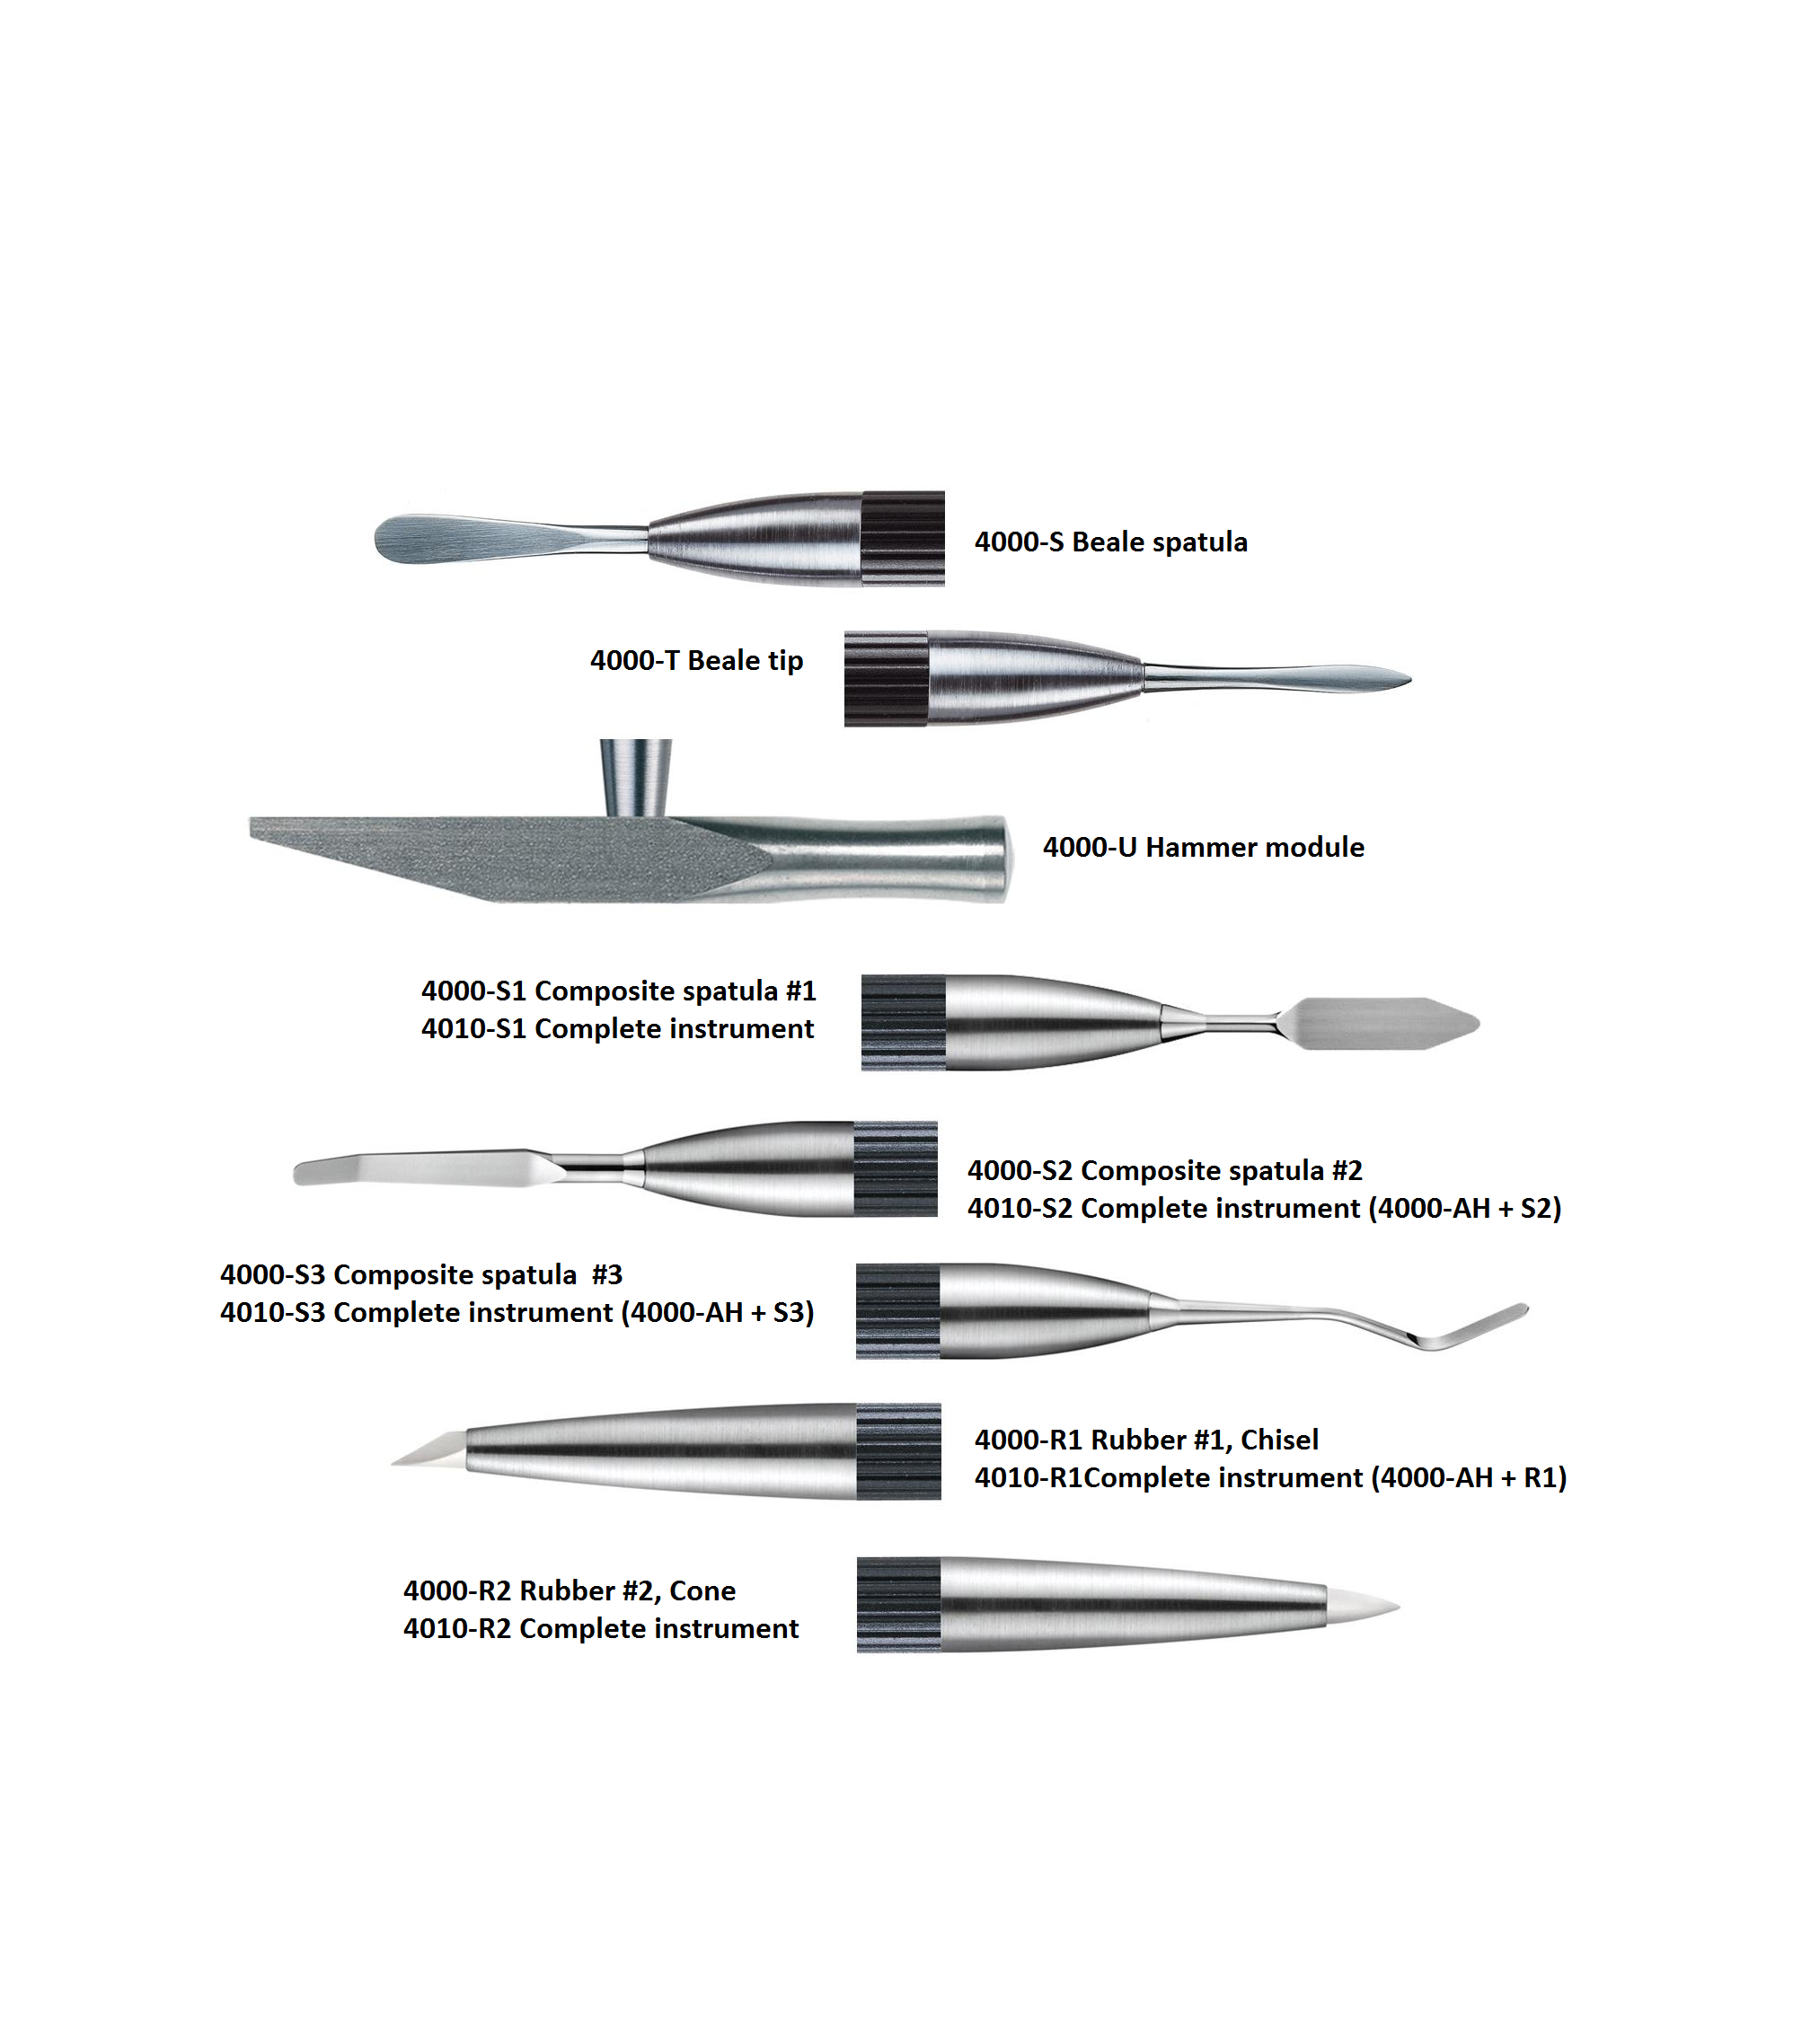 4000-S Beale spatula
4000-T Beale tip
4000-U Hammer module
4000-S1 Composite spatula #1
4010-S1 Complete instrument
4000-S2 Composite spatula #2
4010-S2 Complete instrument (4000-AH + S2)
4000-S3 Composite spatula  #3
4010-S3 Complete instrument (4000-AH + S3)
4000-R1 Rubber #1, Chisel
4010-R1Complete instrument (4000-AH + R1)
4000-R2 Rubber #2, Cone
4010-R2 Complete instrument